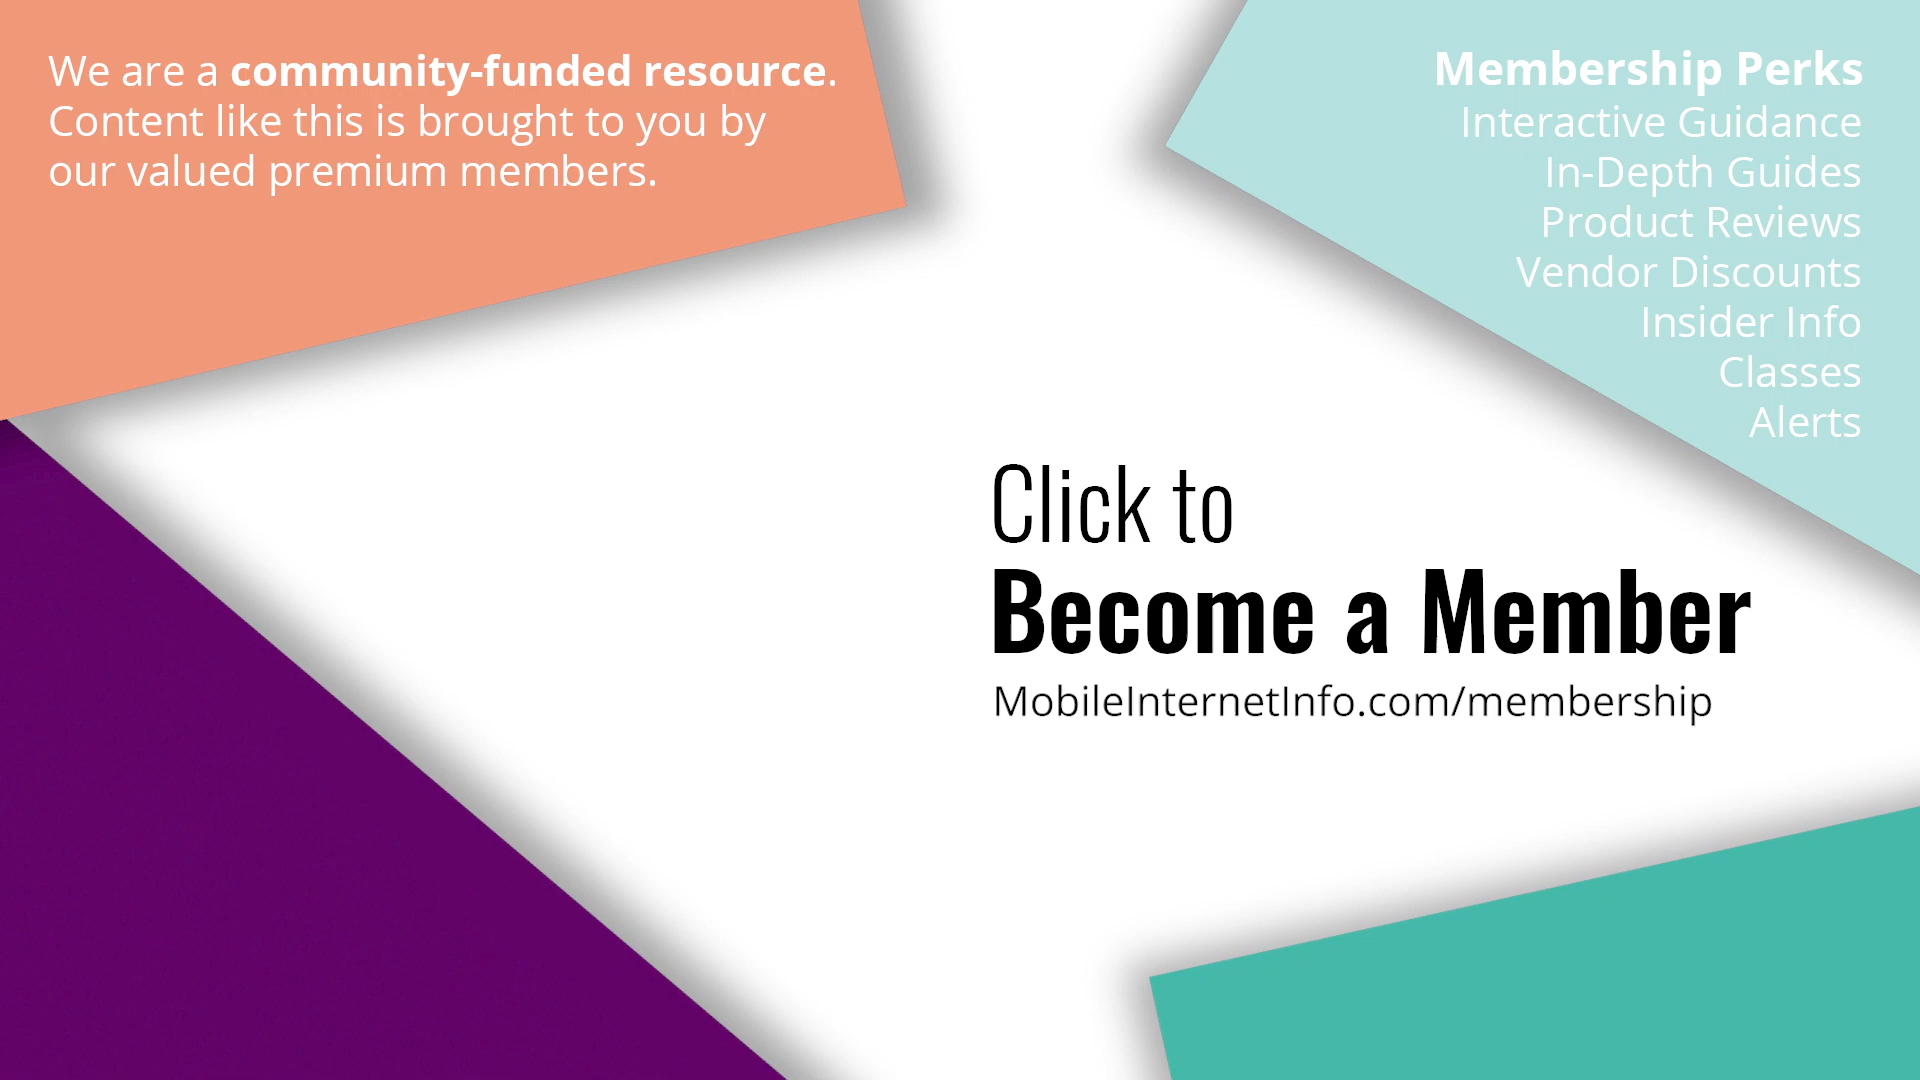 We are a community-funded resource.
Content like this is brought to you by
our valued premium members.
Membership Perks
Interactive Guidance
In-Depth Guides
Product Reviews
Vendor Discounts
Insider Info
Classes
Alerts
Click to
Become a Member
MobileInternetInfo.com/membership